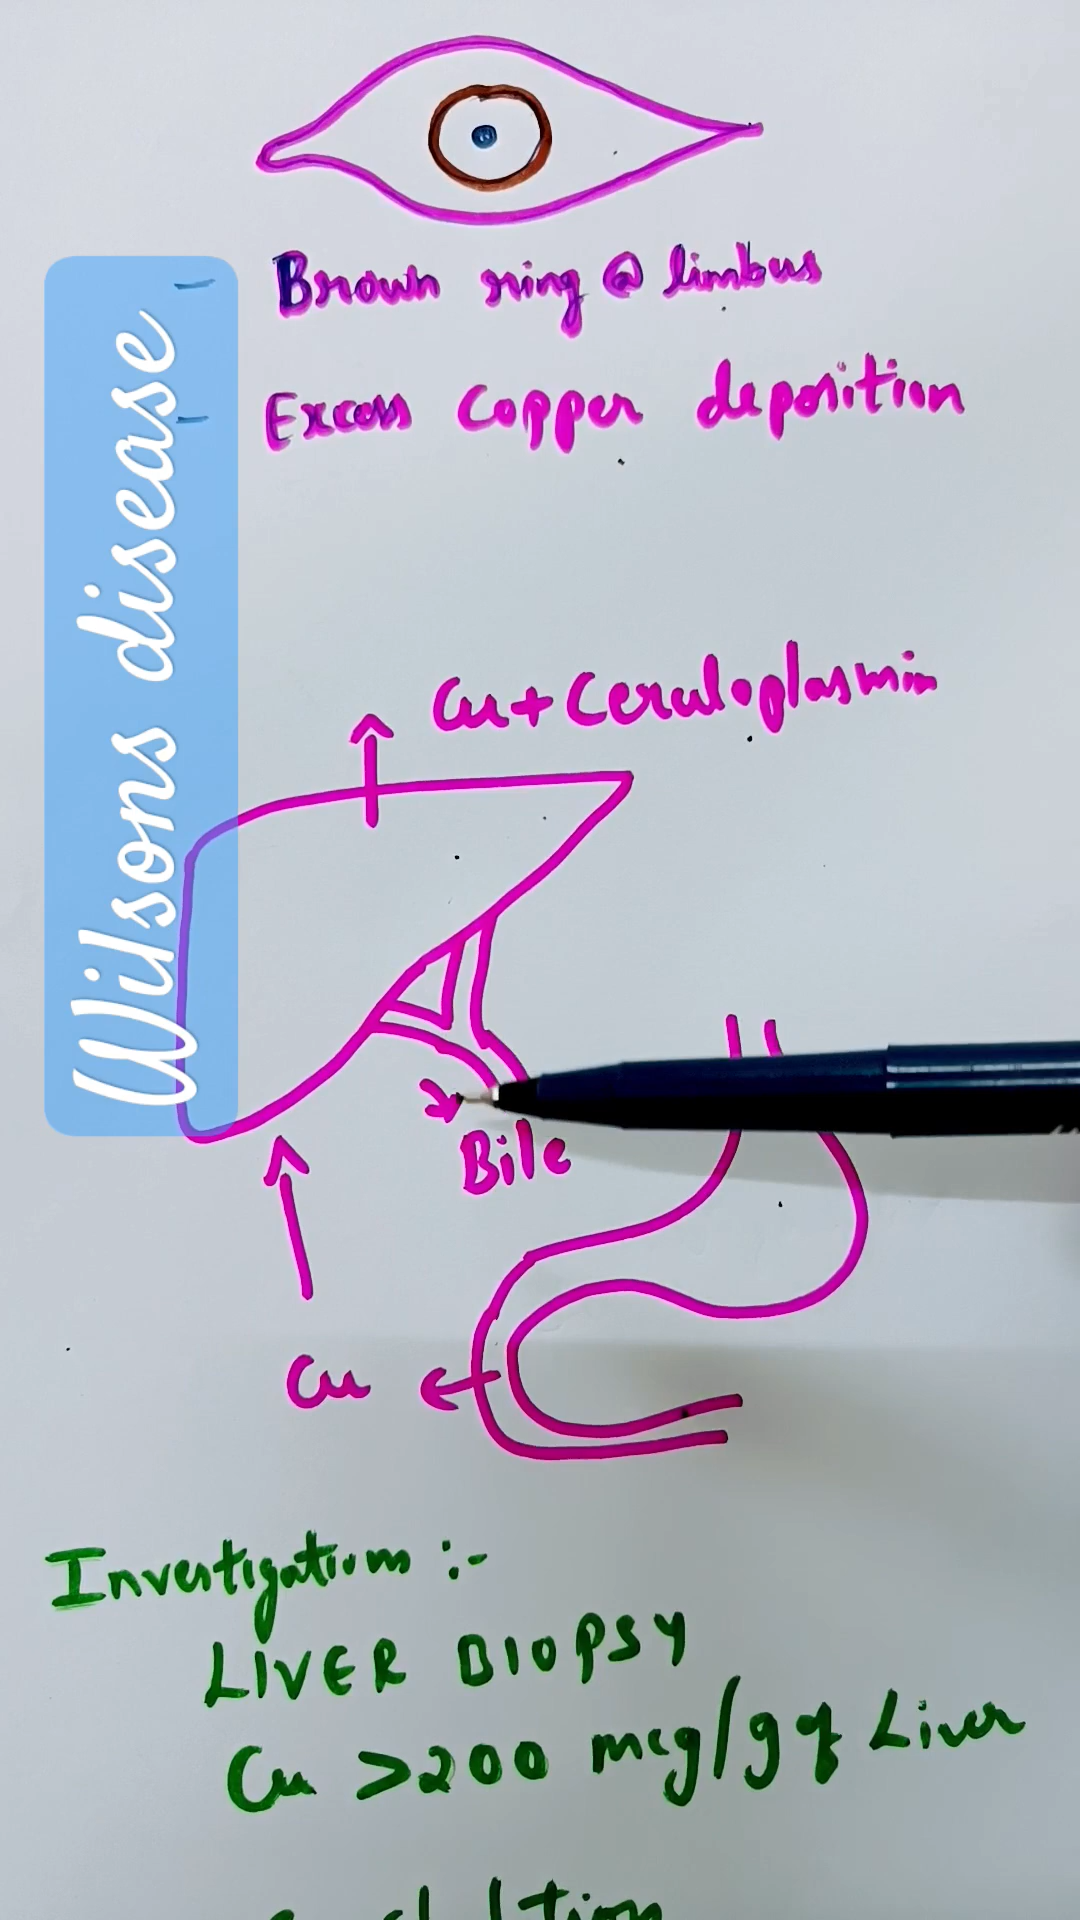 Wilsons disease
- Brown ring @ limbus
- Excess Copper deposition
Cu + Ceruloplasmin
Bile
Cu
Investigations :-
LIVER BIOPSY
Cu >200 mcg/g of Liver